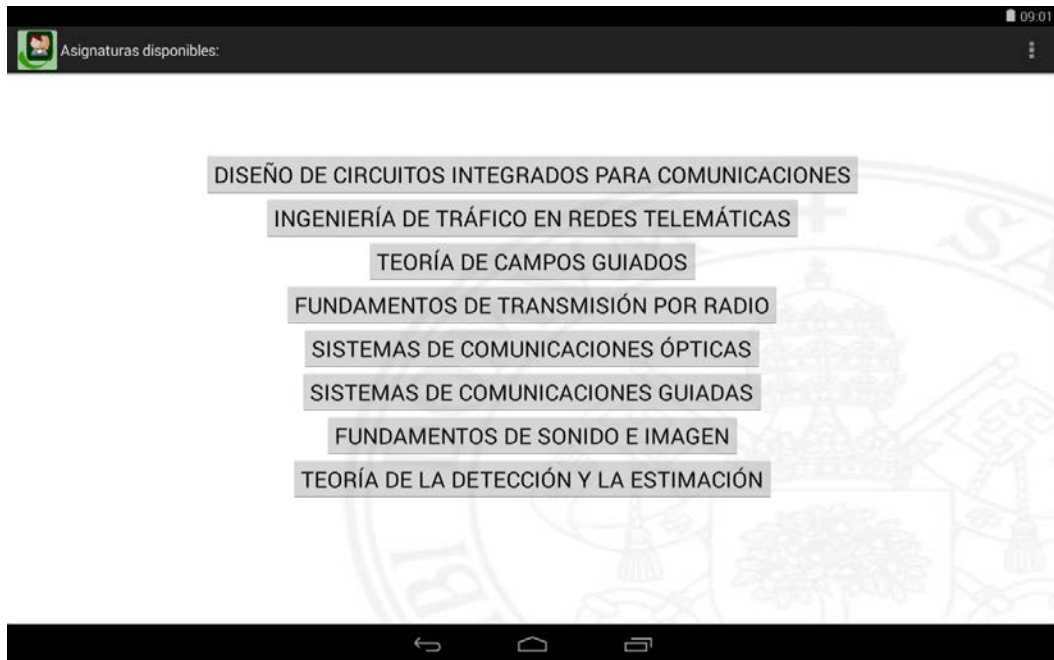 09:01
Asignaturas disponibles:
DISEÑO DE CIRCUITOS INTEGRADOS PARA COMUNICACIONES
INGENIERÍA DE TRÁFICO EN REDES TELEMÁTICAS
TEORÍA DE CAMPOS GUIADOS
FUNDAMENTOS DE TRANSMISIÓN POR RADIO
SISTEMAS DE COMUNICACIONES ÓPTICAS
SISTEMAS DE COMUNICACIONES GUIADAS
FUNDAMENTOS DE SONIDO E IMAGEN
TEORÍA DE LA DETECCIÓN Y LA ESTIMACIÓN